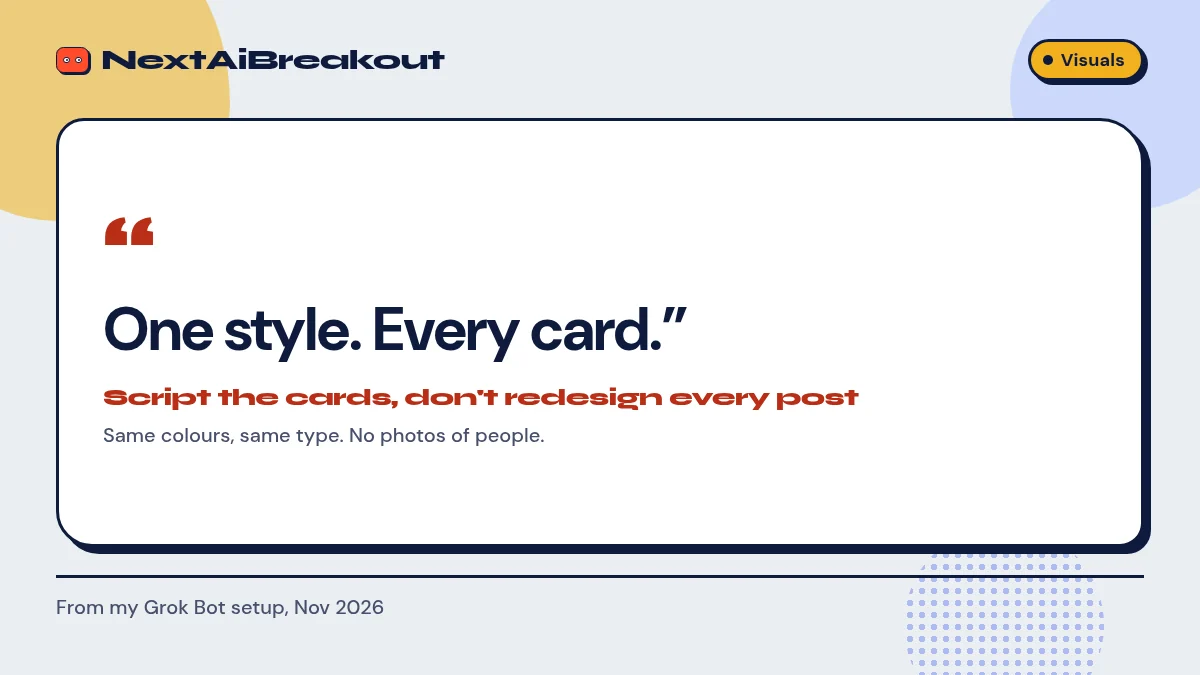 NextAiBreakout
Visuals
“
One style. Every card.”
Script the cards, don't redesign every post
Same colours, same type. No photos of people.
From my Grok Bot setup, Nov 2026